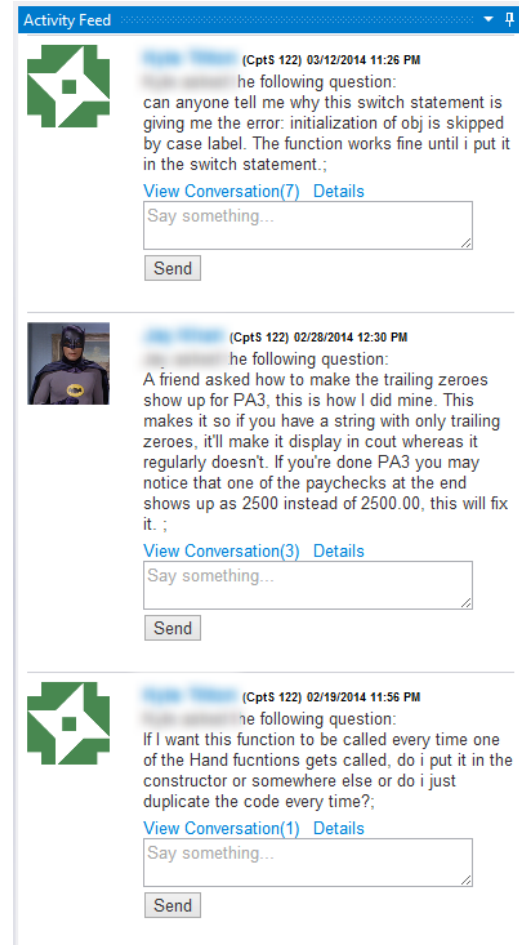 Activity Feed
(CptS 122) 03/12/2014 11:26 PM
he following question:
can anyone tell me why this switch statement is
giving me the error: initialization of obj is skipped
by case label. The function works fine until i put it
in the switch statement.;
View Conversation(7) Details
Say something...
Send
(CptS 122) 02/28/2014 12:30 PM
he following question:
A friend asked how to make the trailing zeroes
show up for PA3, this is how I did mine. This
makes it so if you have a string with only trailing
zeroes, it'll make it display in cout whereas it
regularly doesn't. If you're done PA3 you may
notice that one of the paychecks at the end
shows up as 2500 instead of 2500.00, this will fix
it. ;
View Conversation(3) Details
Say something...
Send
(CptS 122) 02/19/2014 11:56 PM
he following question:
If I want this function to be called every time one
of the Hand fucntions gets called, do i put it in the
constructor or somewhere else or do i just
duplicate the code every time?;
View Conversation(1) Details
Say something...
Send